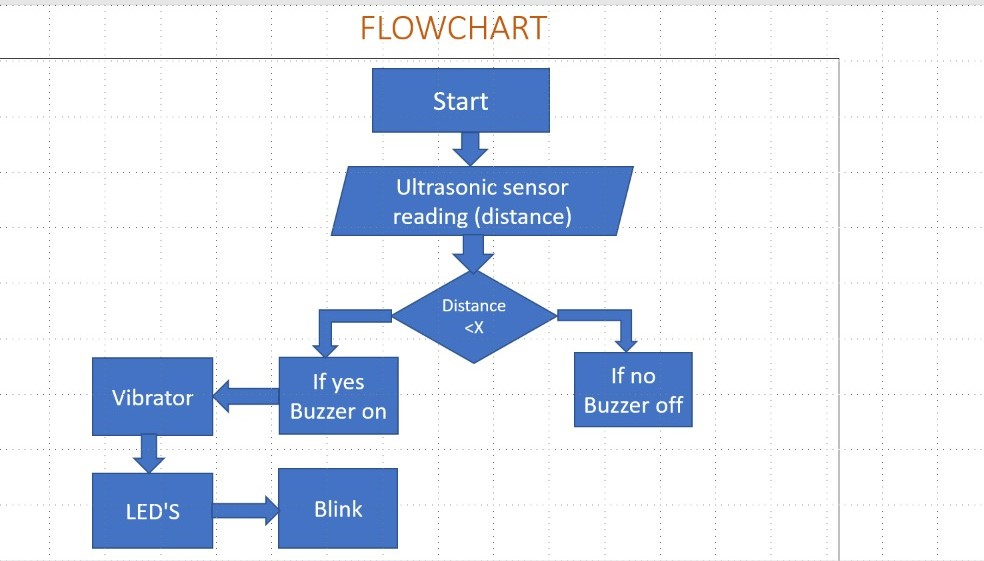 FLOWCHART
Start
Ultrasonic sensor
reading (distance)
Distance
<X
If yes
Buzzer on
If no
Buzzer off
Vibrator
LED'S
Blink